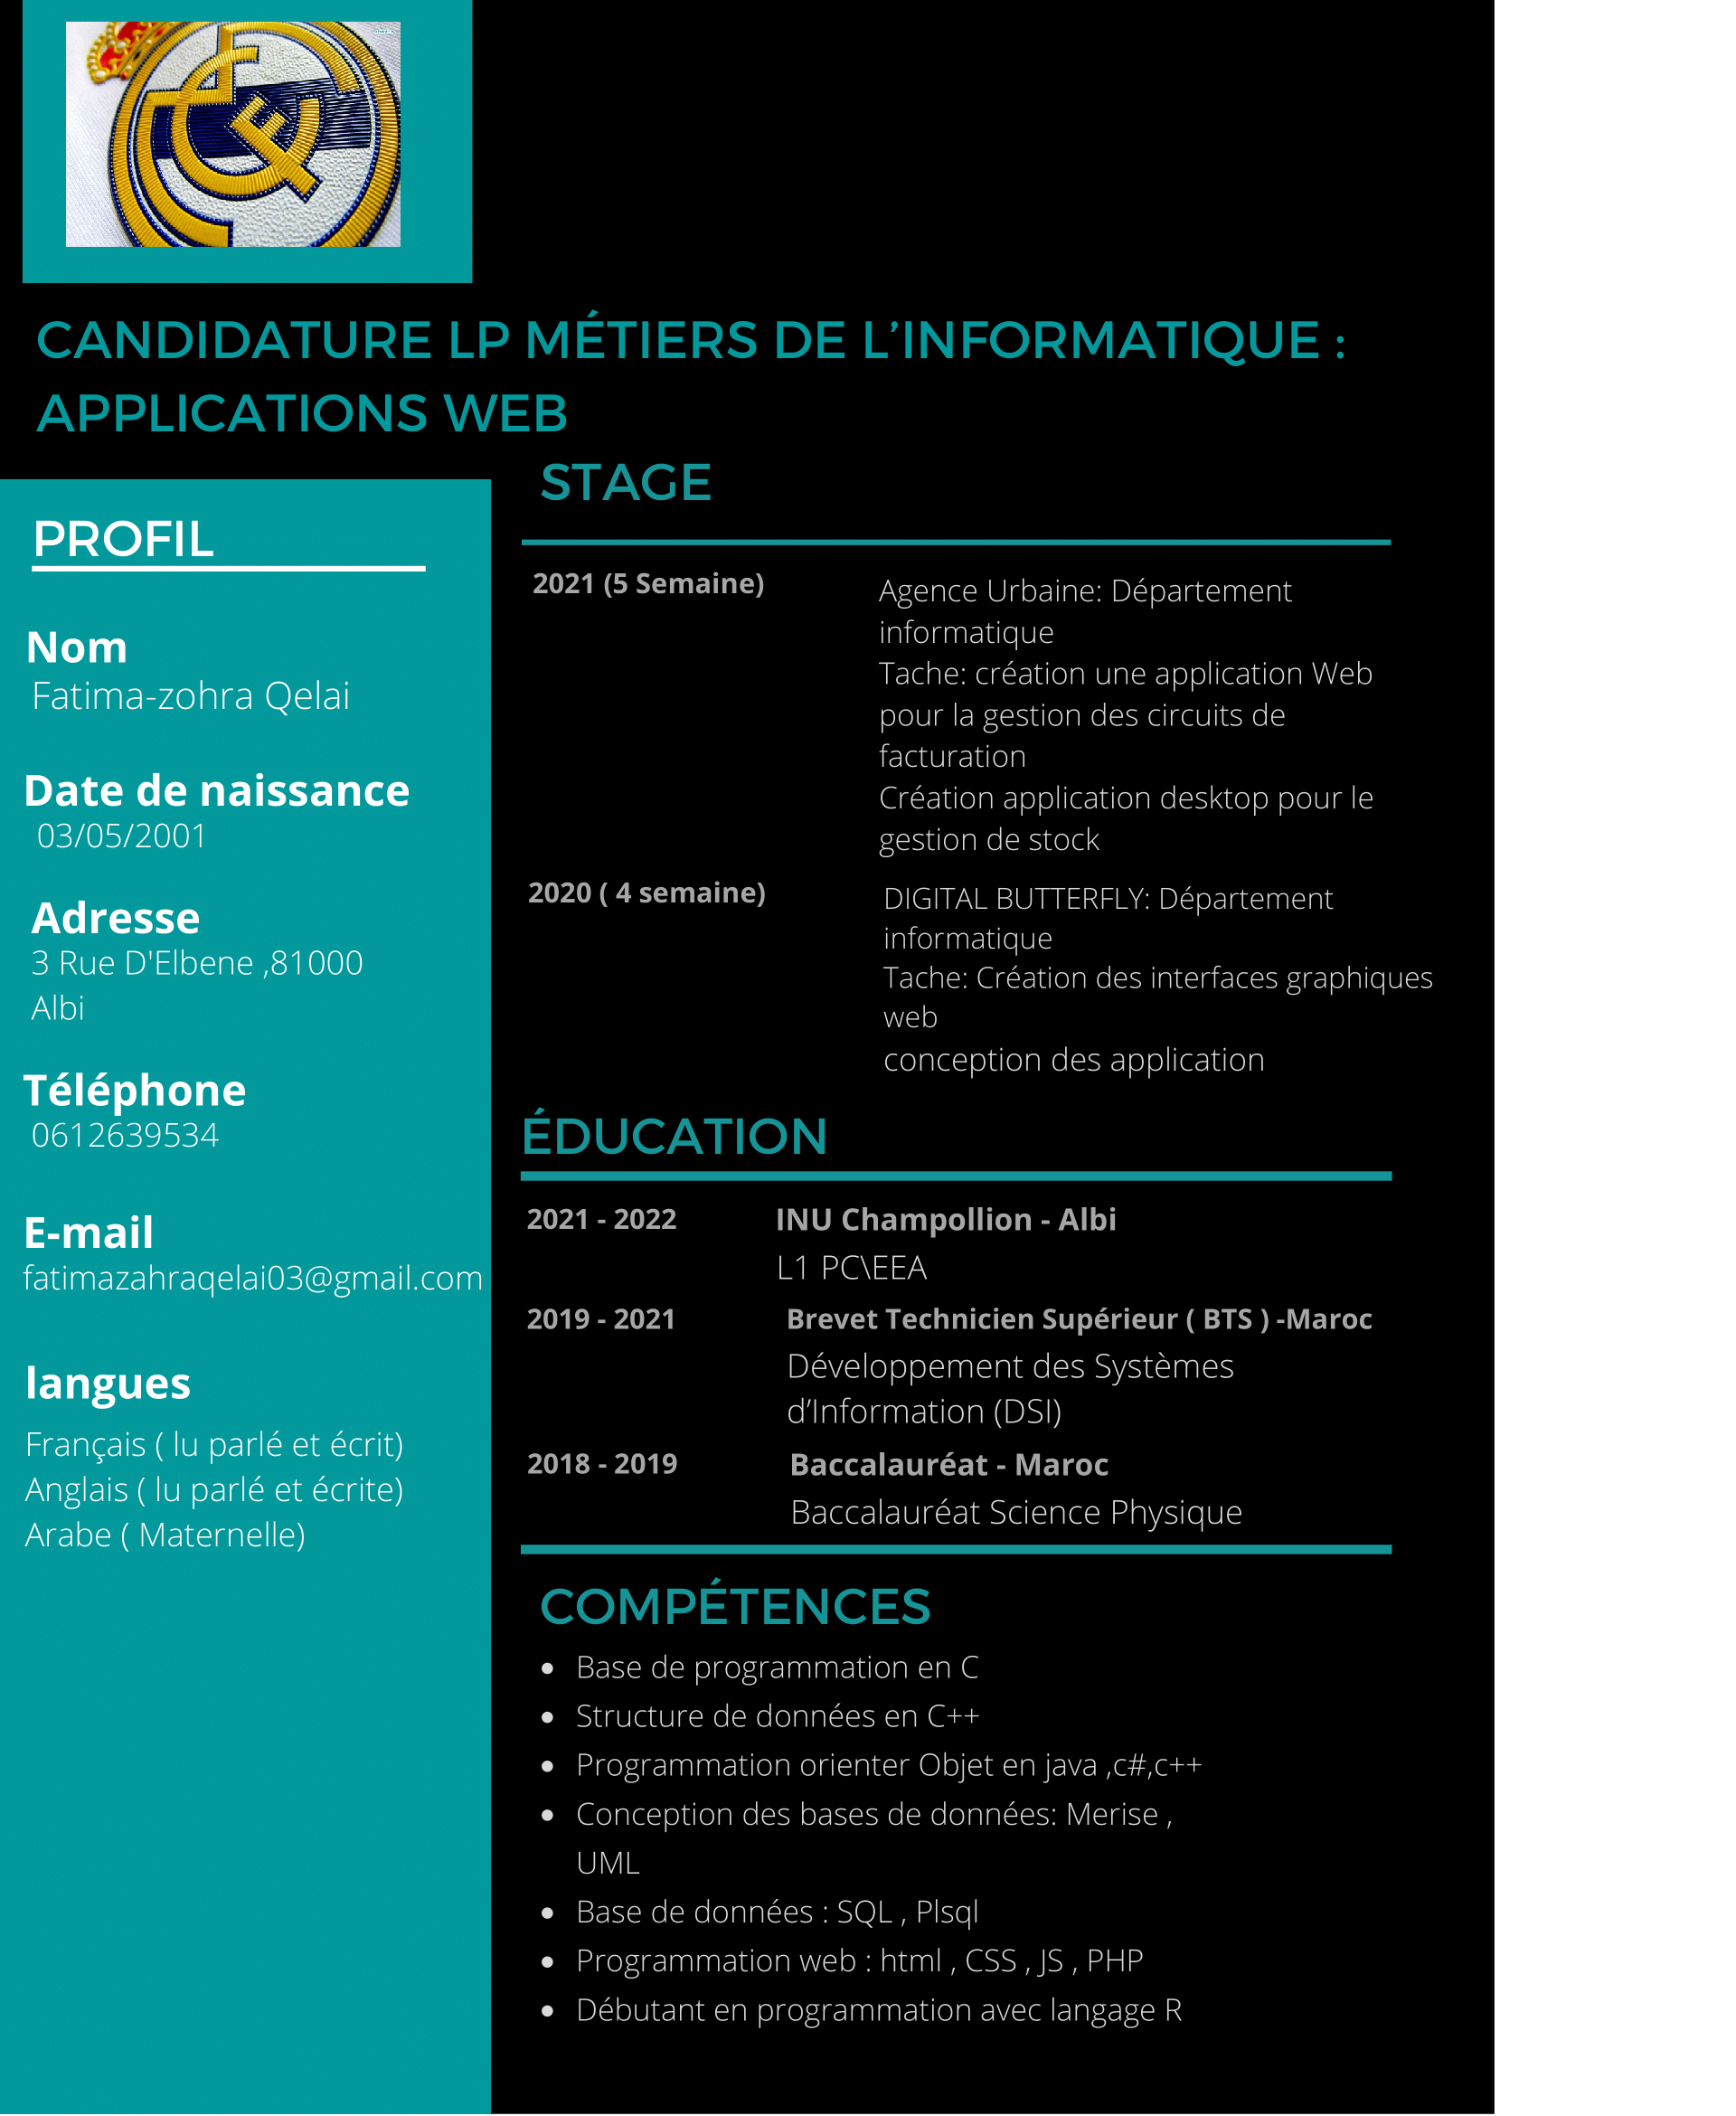 CANDIDATURE LP MÉTIERS DE L’INFORMATIQUE :
APPLICATIONS WEB
PROFIL
Nom
Fatima-zohra Qelai
Date de naissance
03/05/2001
Adresse
3 Rue D'Elbene ,81000
Albi
Téléphone
0612639534
E-mail
fatimazahraqelai03@gmail.com
langues
Français ( lu parlé et écrit)
Anglais ( lu parlé et écrite)
Arabe ( Maternelle)
STAGE
2021 (5 Semaine)
Agence Urbaine: Département
informatique
Tache: création une application Web
pour la gestion des circuits de
facturation
Création application desktop pour le
gestion de stock
2020 ( 4 semaine)
DIGITAL BUTTERFLY: Département
informatique
Tache: Création des interfaces graphiques
web
conception des application
ÉDUCATION
2021 - 2022
INU Champollion - Albi
L1 PC\EEA
2019 - 2021
Brevet Technicien Supérieur ( BTS ) -Maroc
Développement des Systèmes
d’Information (DSI)
2018 - 2019
Baccalauréat - Maroc
Baccalauréat Science Physique
COMPÉTENCES
Base de programmation en C
Structure de données en C++
Programmation orienter Objet en java ,c#,c++
Conception des bases de données: Merise ,
UML
Base de données : SQL , Plsql
Programmation web : html , CSS , JS , PHP
Débutant en programmation avec langage R